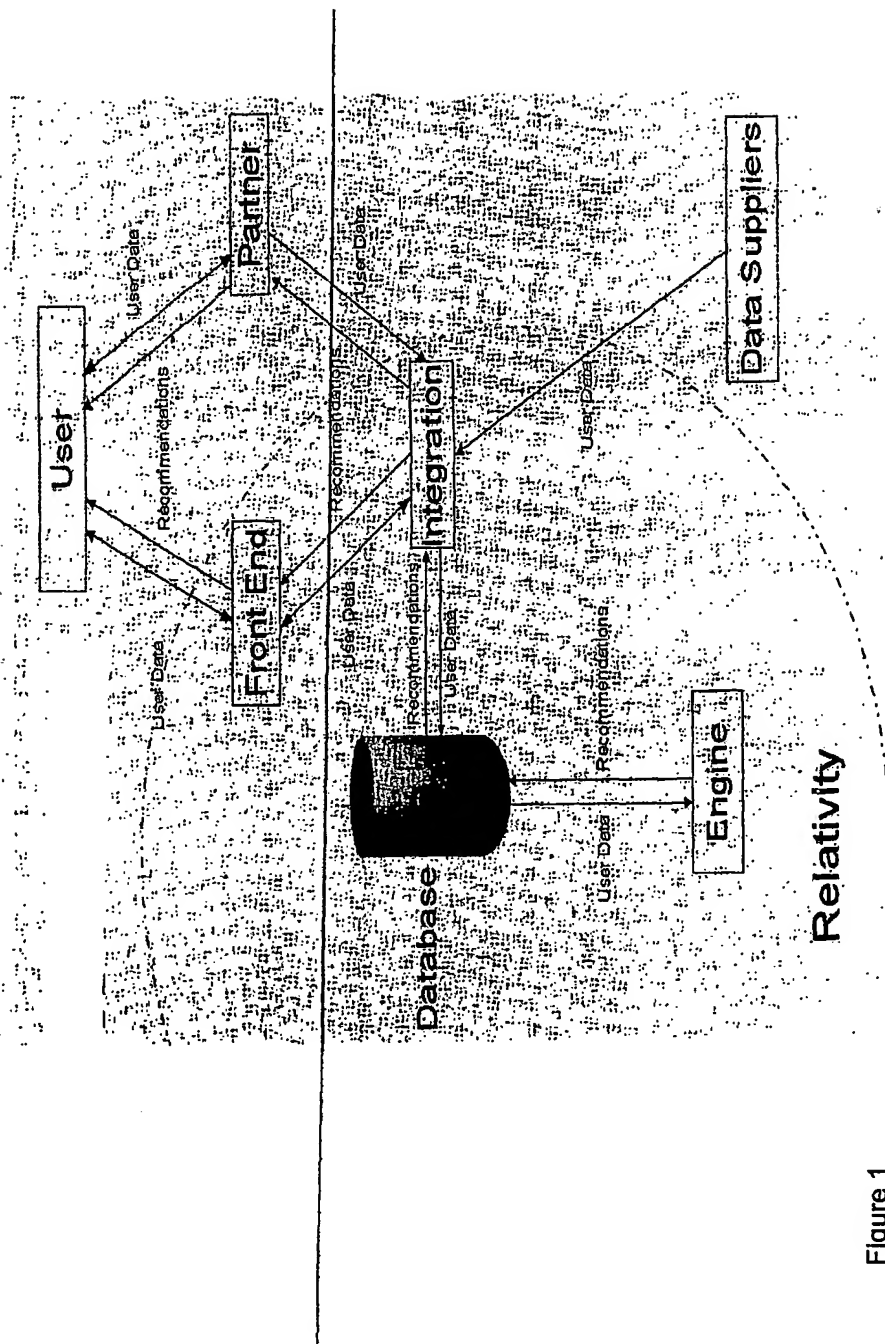 User
User Data
Recommendations
User Data
Front End
Partner
User Data
Recommendations
User Data
Database
Recommendations
User Data
Integration
User Data
Recommendations
User Data
Engine
Data Suppliers
Relativity
Figure 1